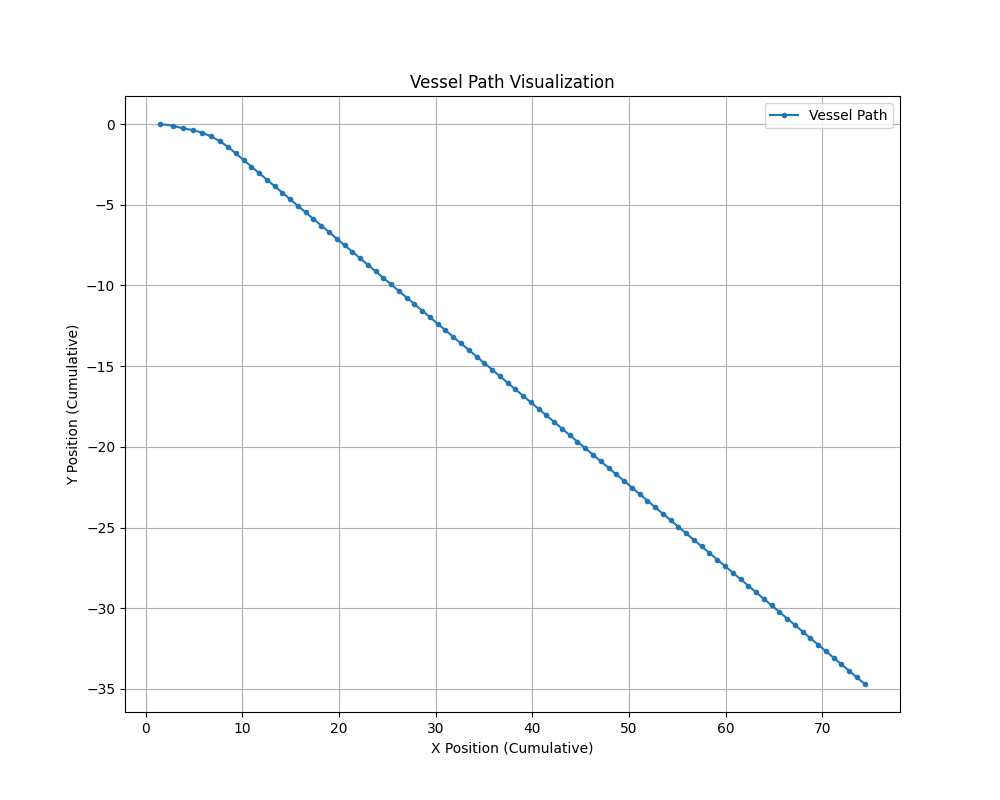 Vessel Path Visualization
Vessel Path
0
−5
−10
−15
−20
−25
−30
−35
Y Position (Cumulative)
0 10 20 30 40 50 60 70
X Position (Cumulative)